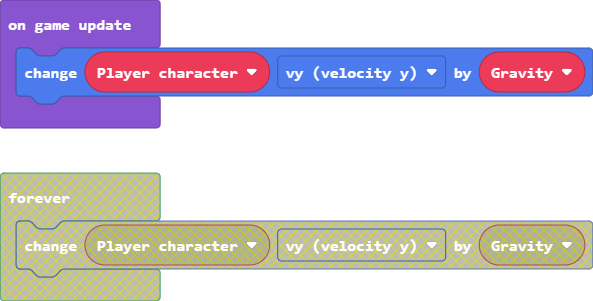 on game update
change Player character vy (velocity y) by Gravity
forever
change Player character vy (velocity y) by Gravity